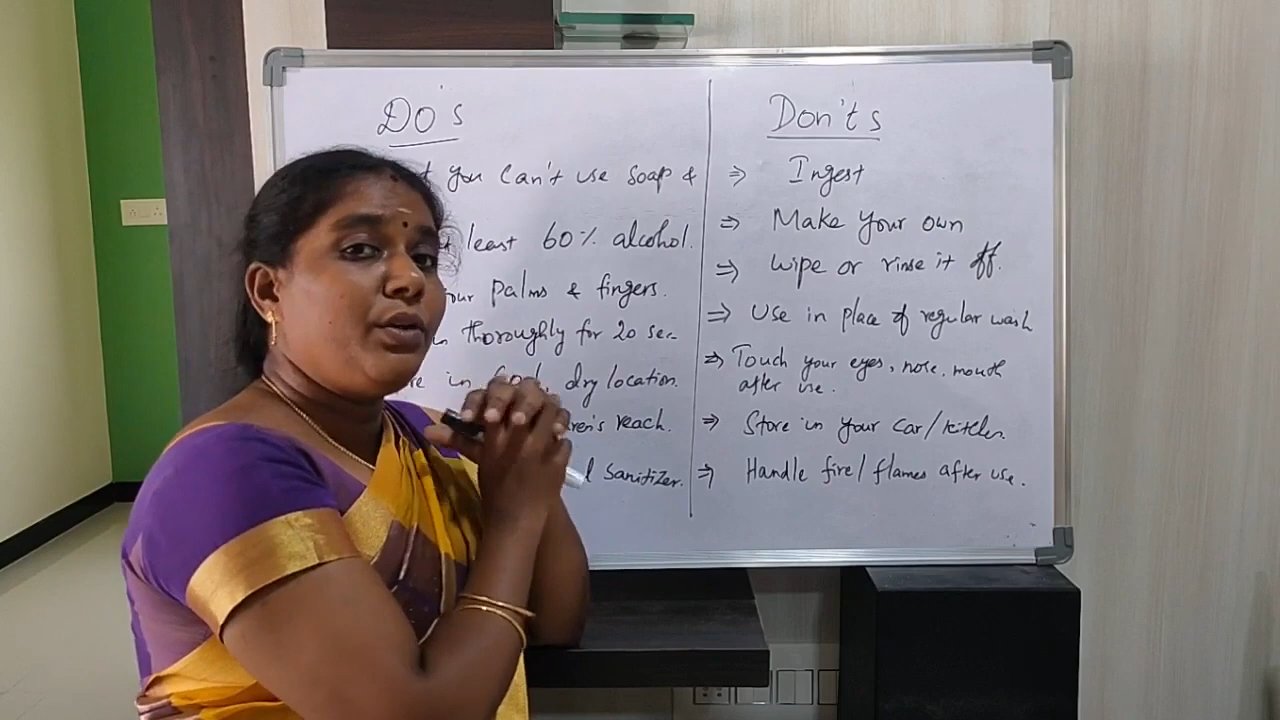 Do's
you can't use soap &
least 60% alcohol.
palms & fingers.
thoroughly for 20 sec
in cool, dry location.
reach.
Sanitizer.
Don'ts
⇒ Ingest
⇒ Make your own
⇒ Wipe or rinse it off.
⇒ Use in place of regular wash
⇒ Touch your eyes, nose, mouth
after use.
⇒ Store in your car/kitchen.
⇒ Handle fire/flames after use.